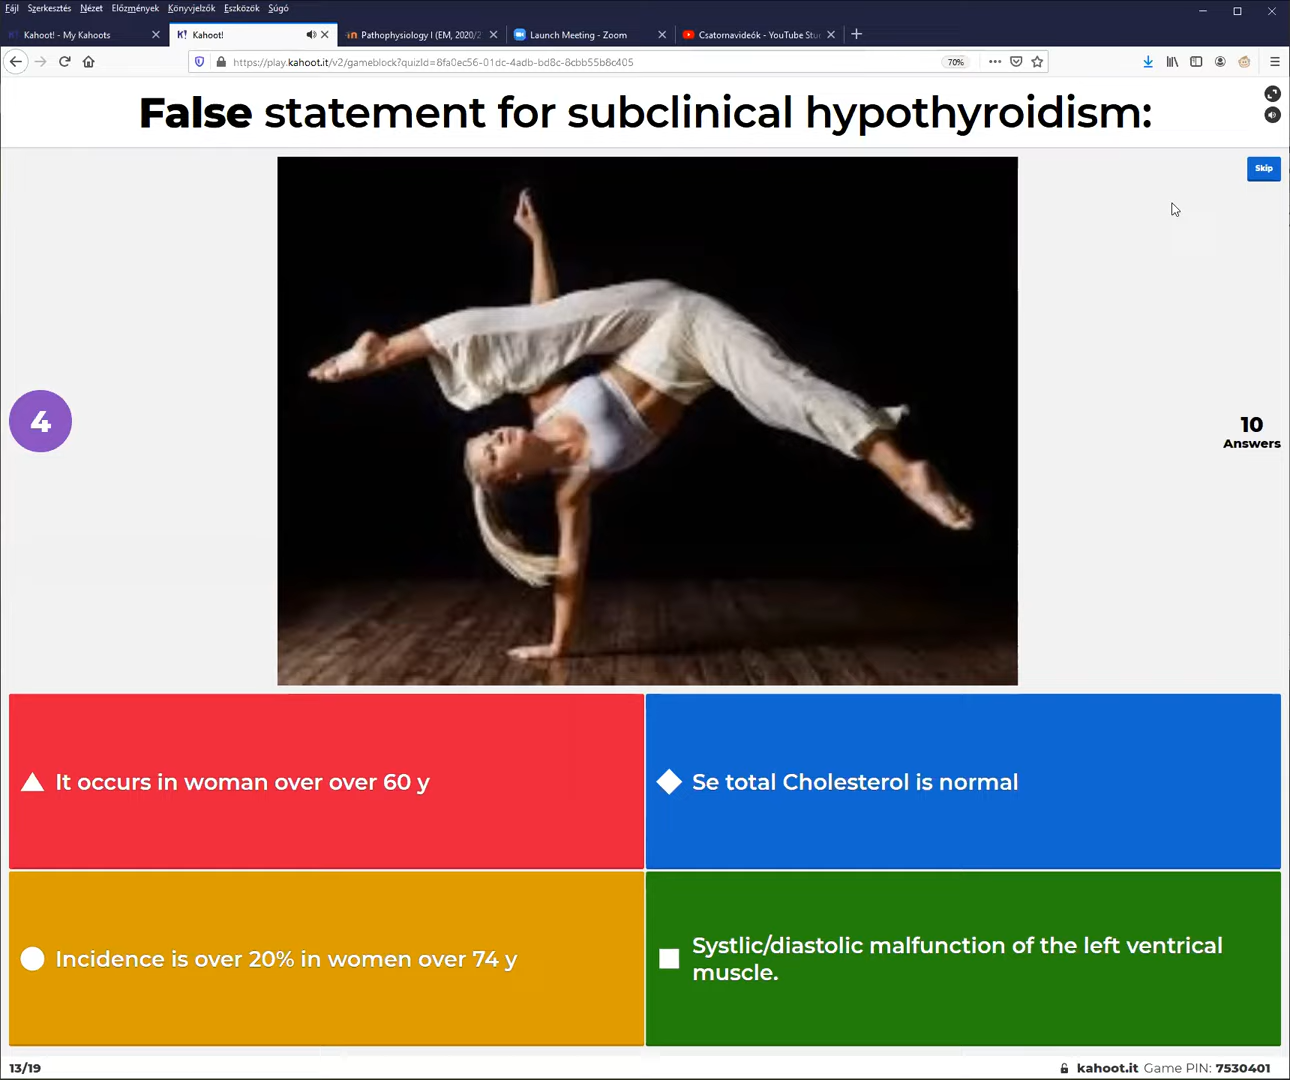 Fájl Szerkesztés Nézet Előzmények Könyvjelzők Eszközök Súgó
Kahoot! - My Kahoots
K! Kahoot!
Pathophysiology I (EM, 2020/2
Launch Meeting - Zoom
Csatornavideók - YouTube Stu
https://play.kahoot.it/v2/gameblock?quizId=8fa0ec56-01dc-4adb-bd8c-8cbb55b8c405
70%
False statement for subclinical hypothyroidism:
Skip
4
10
Answers
It occurs in woman over over 60 y
Se total Cholesterol is normal
Incidence is over 20% in women over 74 y
Systlic/diastolic malfunction of the left ventrical
muscle.
13/19
kahoot.it Game PIN: 7530401